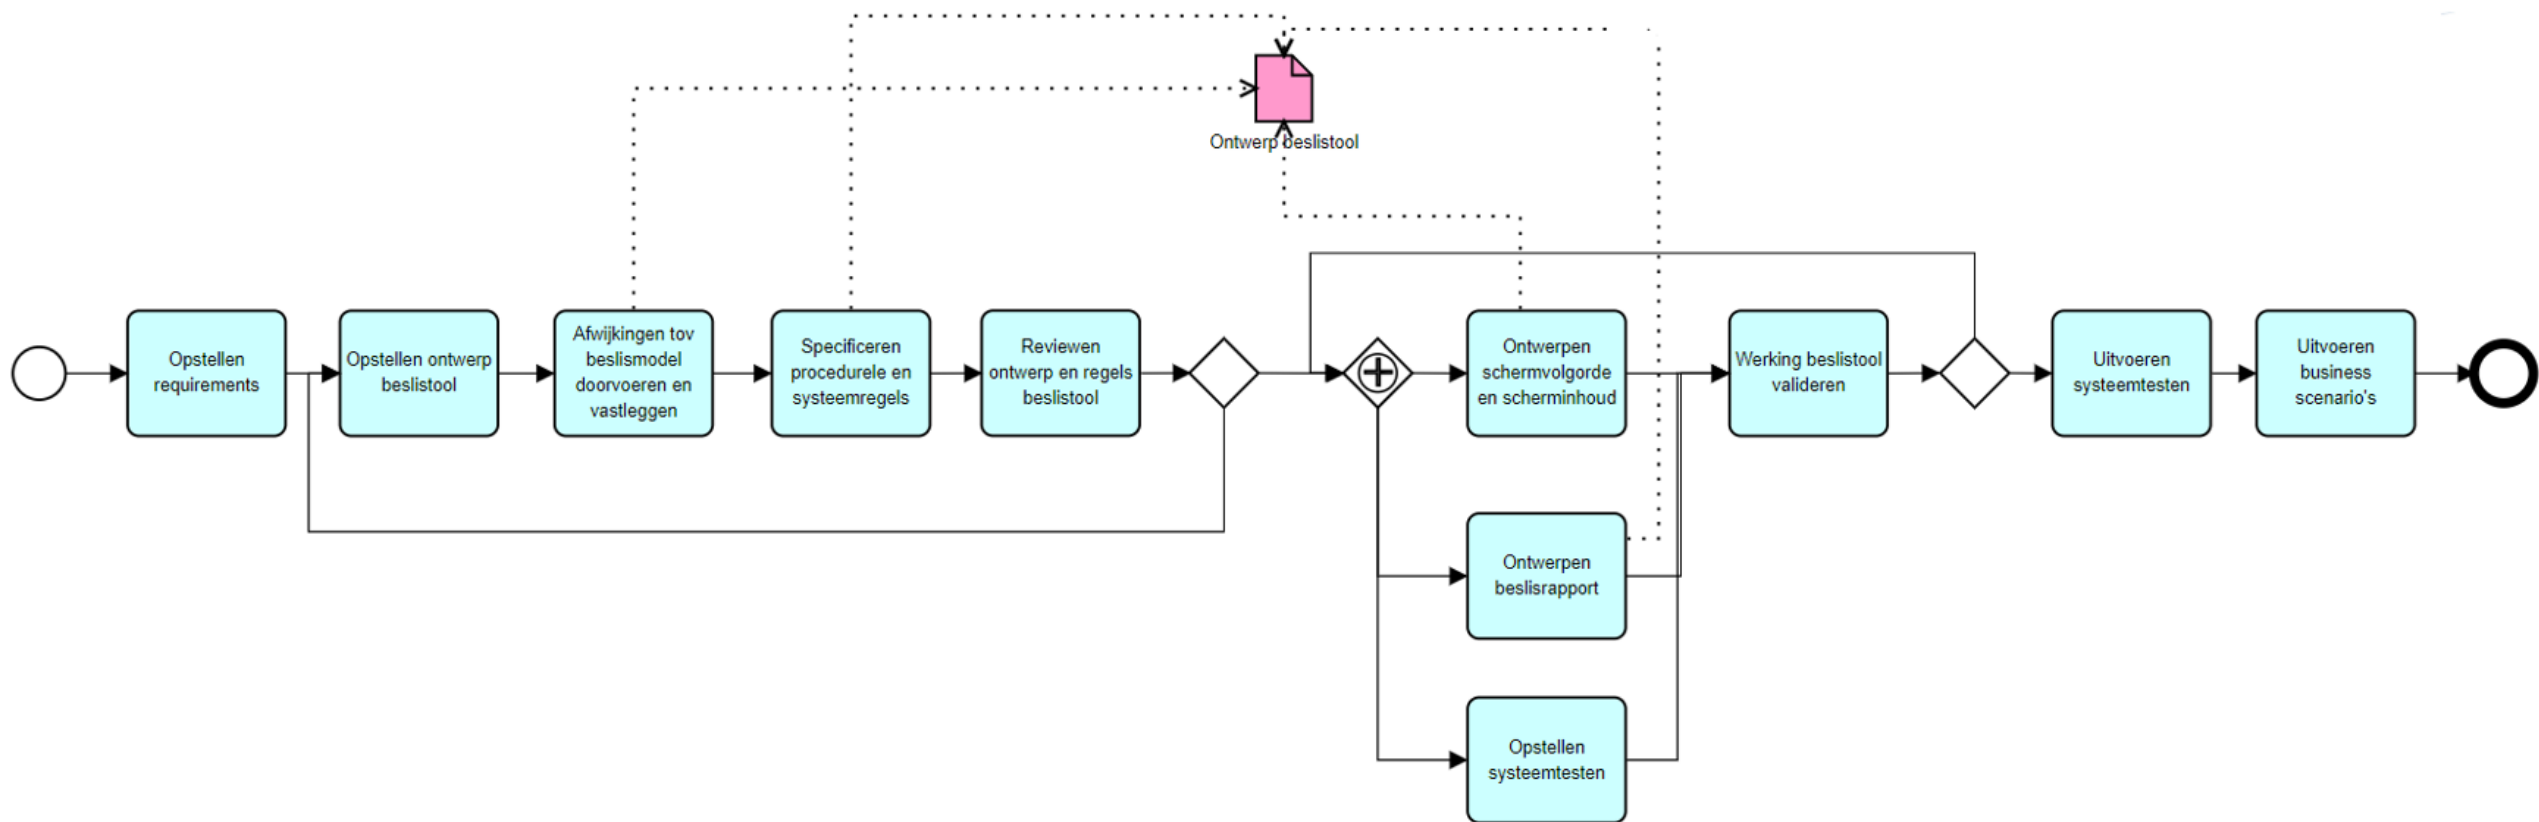 Ontwerp beslistool
Opstellen
requirements
Opstellen ontwerp
beslistool
Afwijkingen tov
beslismodel
doorvoeren en
vastleggen
Specificeren
procedurele en
systeemregels
Reviewen
ontwerp en regels
beslistool
Ontwerpen
schermvolgorde
en scherminhoud
Werking beslistool
valideren
Uitvoeren
systeemtesten
Uitvoeren
business
scenario's
Ontwerpen
beslisrapport
Opstellen
systeemtesten